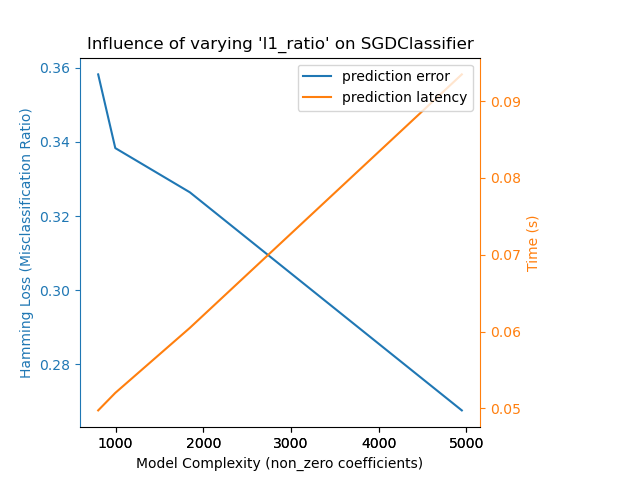 Influence of varying 'l1_ratio' on SGDClassifier
prediction error
prediction latency
Hamming Loss (Misclassification Ratio)
0.36
0.34
0.32
0.30
0.28
0.09
0.08
0.07
0.06
0.05
Time (s)
1000 2000 3000 4000 5000
Model Complexity (non_zero coefficients)